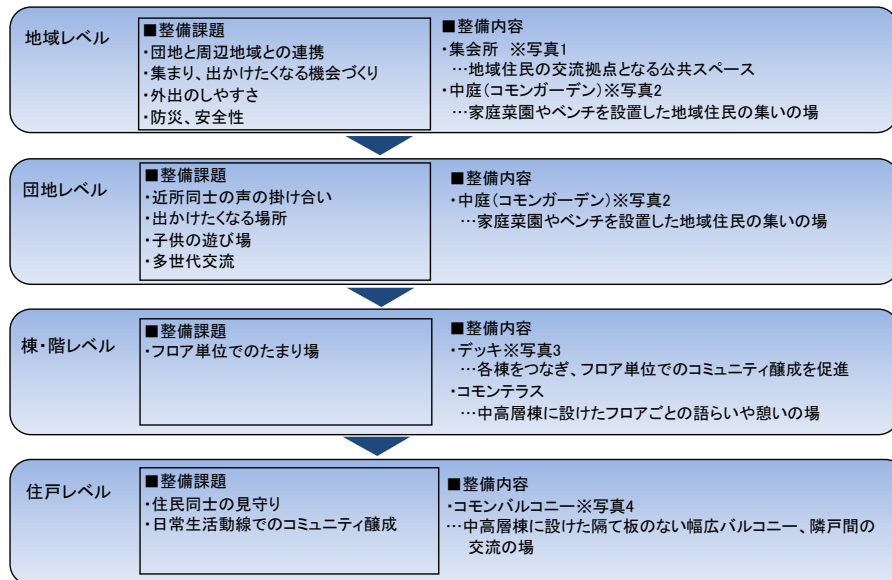 地域レベル
■整備課題
・団地と周辺地域との連携
・集まり、出かけたくなる機会づくり
・外出のしやすさ
・防災、安全性
■整備内容
・集会所 ※写真1
…地域住民の交流拠点となる公共スペース
・中庭(コモンガーデン)※写真2
…家庭菜園やベンチを設置した地域住民の集いの場
団地レベル
■整備課題
・近所同士の声の掛け合い
・出かけたくなる場所
・子供の遊び場
・多世代交流
■整備内容
・中庭(コモンガーデン)※写真2
…家庭菜園やベンチを設置した地域住民の集いの場
棟・階レベル
■整備課題
・フロア単位でのたまり場
■整備内容
・デッキ※写真3
…各棟をつなぎ、フロア単位でのコミュニティ醸成を促進
・コモンテラス
…中高層棟に設けたフロアごとの語らいや憩いの場
住戸レベル
■整備課題
・住民同士の見守り
・日常生活動線でのコミュニティ醸成
■整備内容
・コモンバルコニー※写真4
…中高層棟に設けた隔て板のない幅広バルコニー、隣戸間の
交流の場